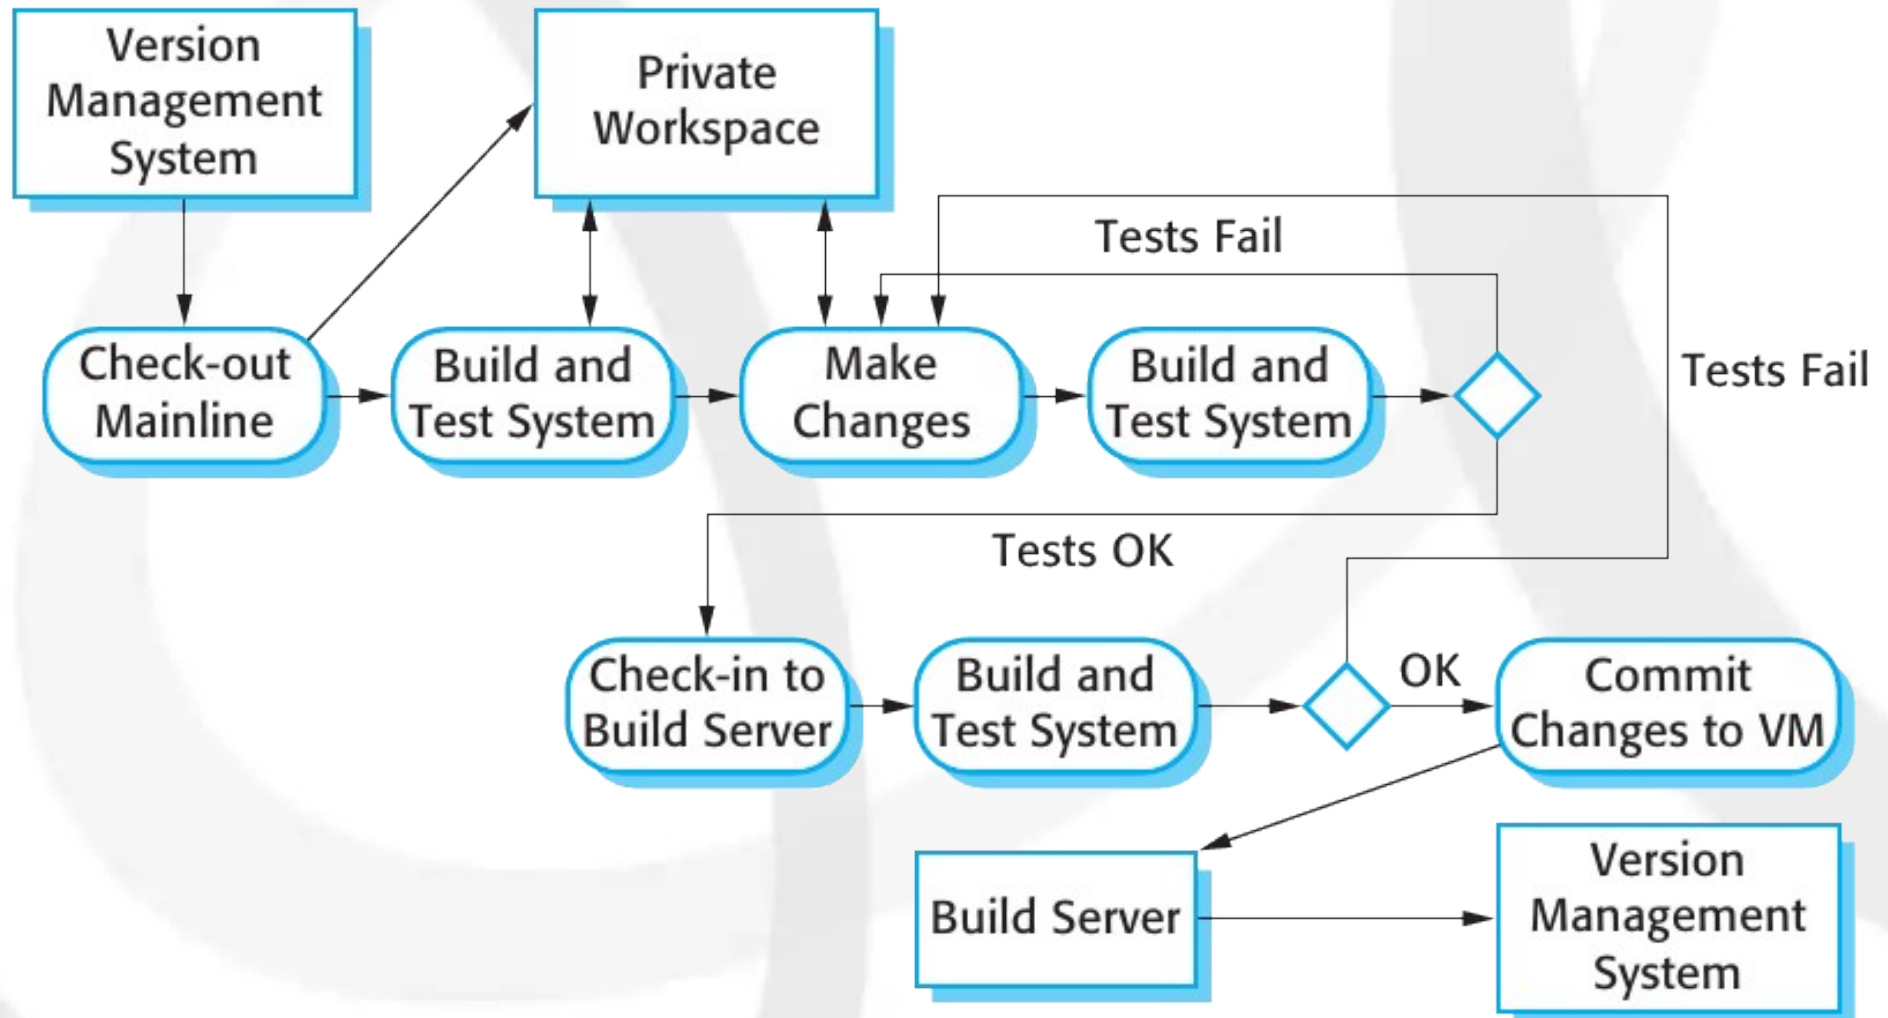 Version
Management
System
Private
Workspace
Tests Fail
Check-out
Mainline
Build and
Test System
Make
Changes
Build and
Test System
Tests Fail
Tests OK
Check-in to
Build Server
Build and
Test System
OK
Commit
Changes to VM
Build Server
Version
Management
System